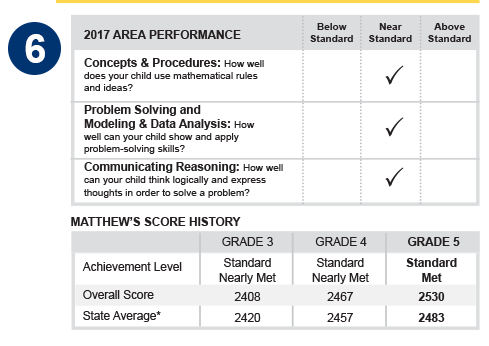 6
2017 AREA PERFORMANCE
Below Standard
Near Standard
Above Standard
Concepts & Procedures: How well
does your child use mathematical rules
and ideas?
Problem Solving and
Modeling & Data Analysis: How
well can your child show and apply
problem-solving skills?
Communicating Reasoning: How well
can your child think logically and express
thoughts in order to solve a problem?
MATTHEW'S SCORE HISTORY
GRADE 3 GRADE 4 GRADE 5
Achievement Level
Standard Nearly Met
Standard Nearly Met
Standard Met
Overall Score 2408 2467 2530
State Average* 2420 2457 2483